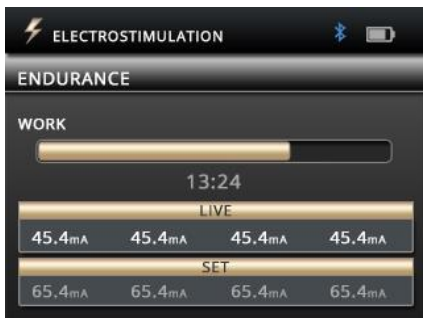 ELECTROSTIMULATION
ENDURANCE
WORK
13:24
LIVE
45.4mA 45.4mA 45.4mA 45.4mA
SET
65.4mA 65.4mA 65.4mA 65.4mA